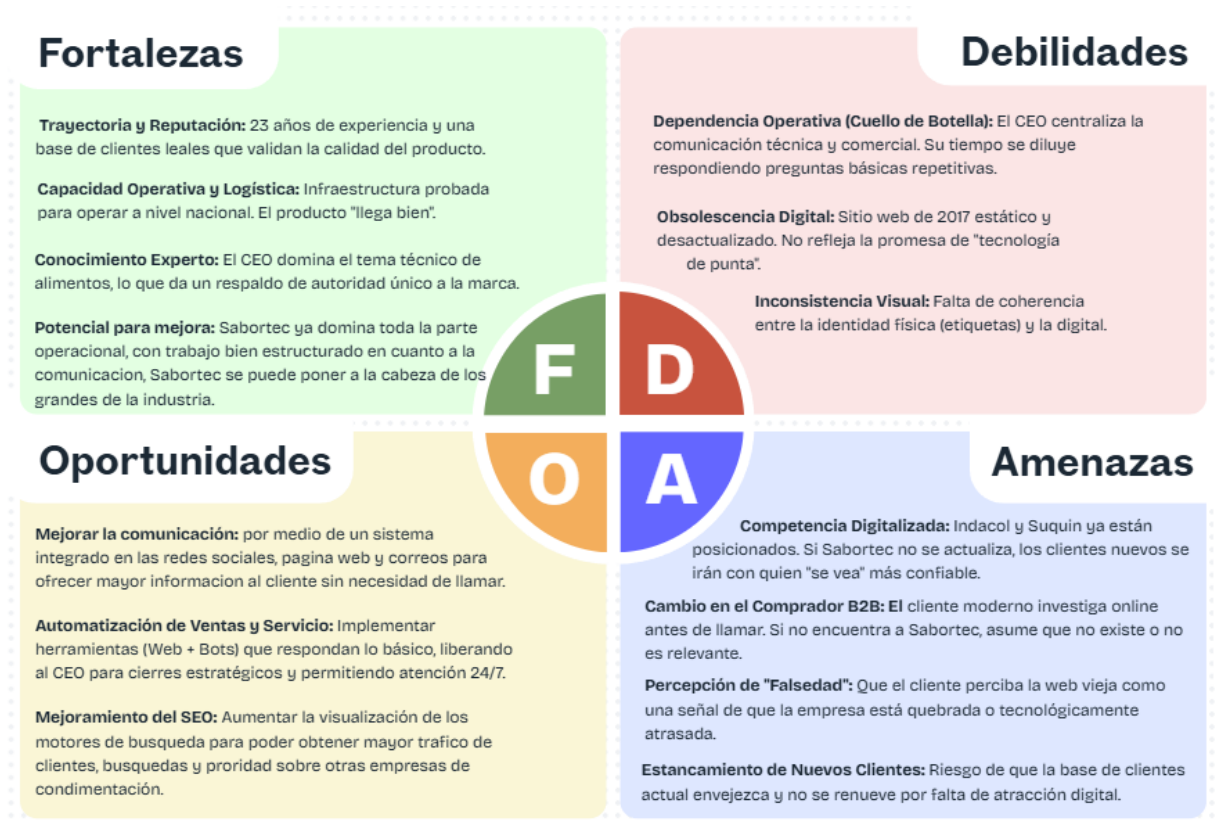 Fortalezas
Trayectoria y Reputación: 23 años de experiencia y una
base de clientes leales que validan la calidad del producto.
Capacidad Operativa y Logística: Infraestructura probada
para operar a nivel nacional. El producto "llega bien".
Conocimiento Experto: El CEO domina el tema técnico de
alimentos, lo que da un respaldo de autoridad único a la marca.
Potencial para mejora: Sabortec ya domina toda la parte
operacional, con trabajo bien estructurado en cuanto a la
comunicacion, Sabortec se puede poner a la cabeza de los
grandes de la industria.
Debilidades
Dependencia Operativa (Cuello de Botella): El CEO centraliza la
comunicación técnica y comercial. Su tiempo se diluye
respondiendo preguntas básicas repetitivas.
Obsolescencia Digital: Sitio web de 2017 estático y
desactualizado. No refleja la promesa de "tecnología
de punta".
Inconsistencia Visual: Falta de coherencia
entre la identidad física (etiquetas) y la digital.
F
D
O
A
Oportunidades
Mejorar la comunicación: por medio de un sistema
integrado en las redes sociales, pagina web y correos para
ofrecer mayor informacion al cliente sin necesidad de llamar.
Automatización de Ventas y Servicio: Implementar
herramientas (Web + Bots) que respondan lo básico, liberando
al CEO para cierres estratégicos y permitiendo atención 24/7.
Mejoramiento del SEO: Aumentar la visualización de los
motores de busqueda para poder obtener mayor trafico de
clientes, busquedas y proridad sobre otras empresas de
condimentación.
Amenazas
Competencia Digitalizada: Indacol y Suquin ya están
posicionados. Si Sabortec no se actualiza, los clientes nuevos se
irán con quien "se vea" más confiable.
Cambio en el Comprador B2B: El cliente moderno investiga online
antes de llamar. Si no encuentra a Sabortec, asume que no existe o no
es relevante.
Percepción de "Falsedad": Que el cliente perciba la web vieja como
una señal de que la empresa está quebrada o tecnológicamente
atrasada.
Estancamiento de Nuevos Clientes: Riesgo de que la base de clientes
actual envejezca y no se renueve por falta de atracción digital.